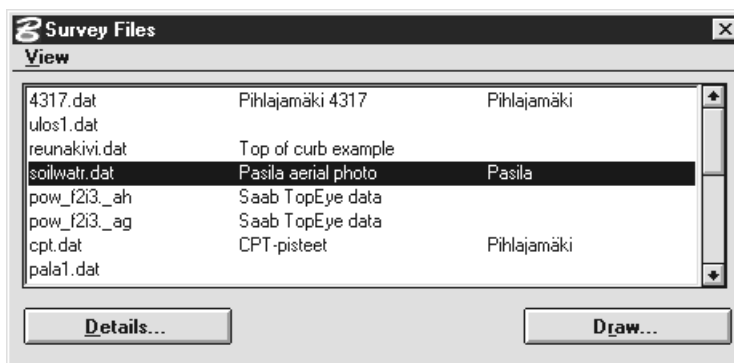 Survey Files
View
4317.dat Pihlajamäki 4317 Pihlajamäki
ulos1.dat
reunakivi.dat Top of curb example
soilwatr.dat Pasila aerial photo Pasila
pow_f2i3._ah Saab TopEye data
pow_f2i3._ag Saab TopEye data
cpt.dat CPT-pisteet Pihlajamäki
pala1.dat
Details... Draw...